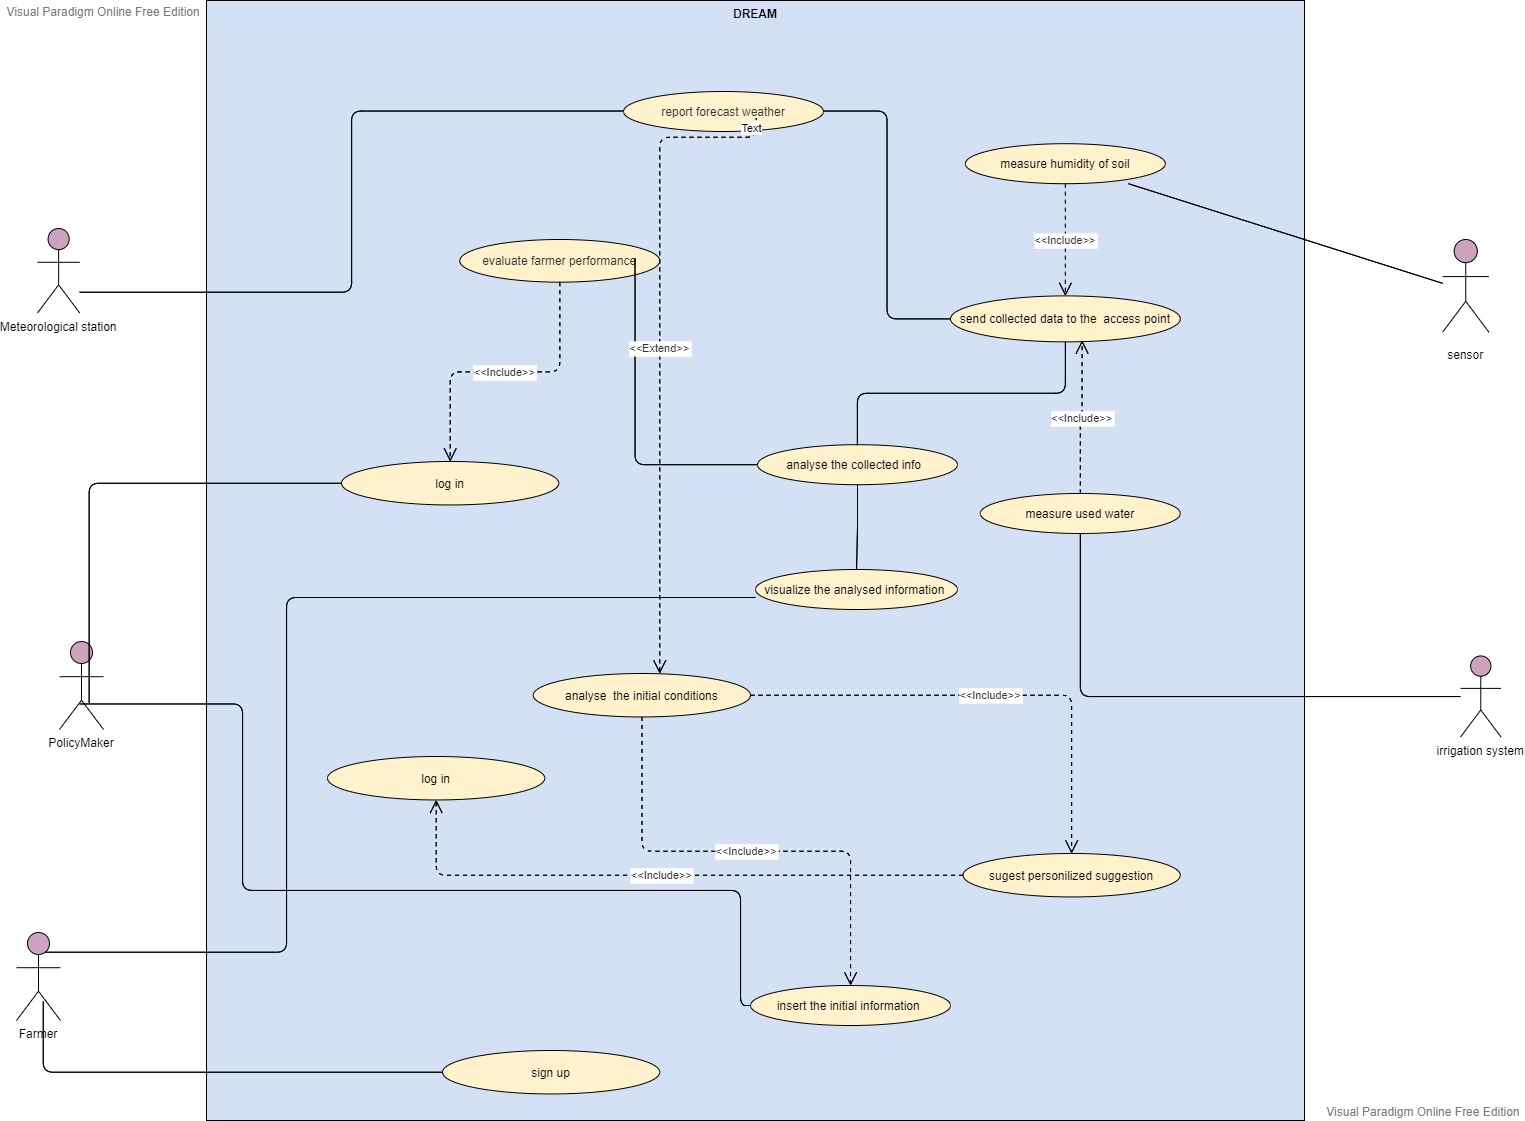 Visual Paradigm Online Free Edition
DREAM
report forecast weather
Text
measure humidity of soil
<<Include>>
evaluate farmer performance
Meteorological station
send collected data to the  access point
sensor
<<Extend>>
<<Include>>
<<Include>>
analyse the collected info
log in
measure used water
visualize the analysed information
analyse  the initial conditions
<<Include>>
PolicyMaker
irrigation system
log in
<<Include>>
<<Include>>
sugest personilized suggestion
insert the initial information
Farmer
sign up
Visual Paradigm Online Free Edition